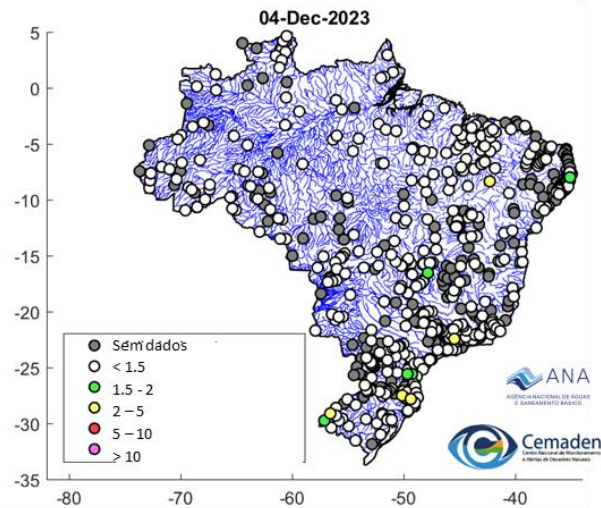 04-Dec-2023
5
0
-5
-10
-15
-20
-25
-30
-35
Sem dados
< 1.5
1.5 - 2
2 – 5
5 – 10
> 10
ANA
AGÊNCIA NACIONAL DE ÁGUAS
E SANEAMENTO BÁSICO
Cemaden
Centro Nacional de Monitoramento
e Alertas de Desastres Naturais
-80
-70
-60
-50
-40